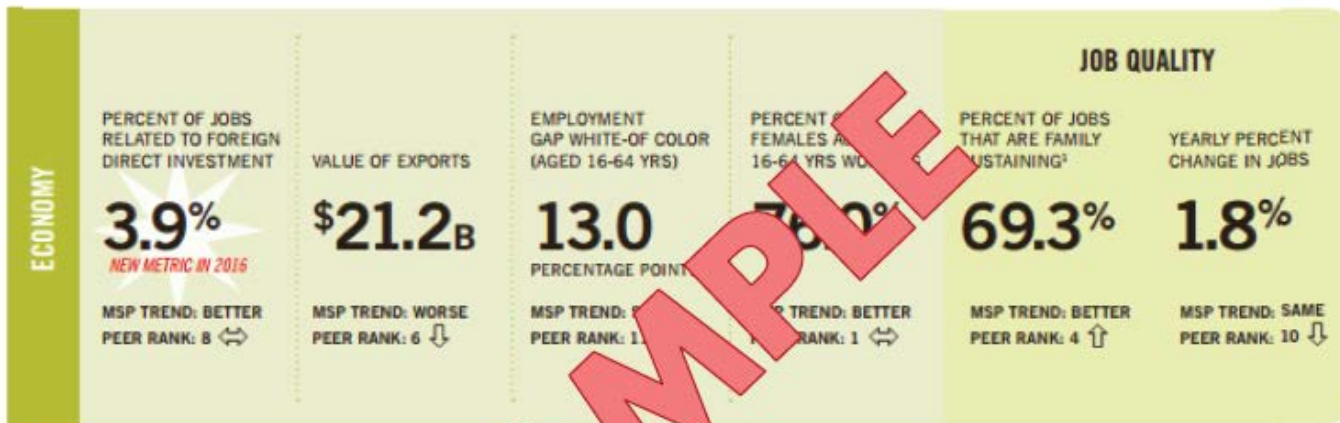 ECONOMY
PERCENT OF JOBS
RELATED TO FOREIGN
DIRECT INVESTMENT
3.9%
NEW METRIC IN 2016
MSP TREND: BETTER
PEER RANK: 8
VALUE OF EXPORTS
$21.2B
MSP TREND: WORSE
PEER RANK: 6
EMPLOYMENT
GAP WHITE-OF COLOR
(AGED 16-64 YRS)
13.0
PERCENTAGE
MSP TREND:
PEER RANK:
PERCENT
FEMALES
16-64 YRS
TREND: BETTER
RANK: 1
JOB QUALITY
PERCENT OF JOBS
THAT ARE FAMILY
69.3%
MSP TREND: BETTER
PEER RANK: 4
YEARLY PERCENT
CHANGE IN JOBS
1.8%
MSP TREND: SAME
PEER RANK: 10
MPLE